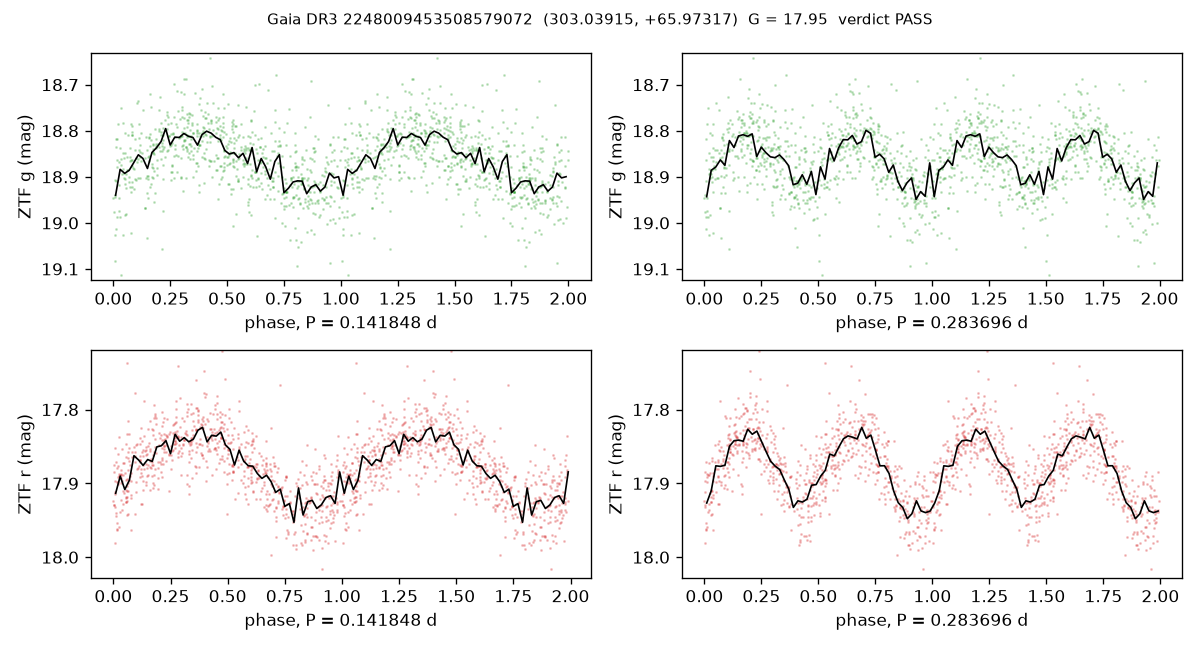 Gaia DR3 2248009453508579072 (303.03915, +65.97317) G = 17.95 verdict PASS
ZTF g (mag)
18.7
18.8
18.9
19.0
19.1
0.00 0.25 0.50 0.75 1.00 1.25 1.50 1.75 2.00
phase, P = 0.141848 d
ZTF g (mag)
18.7
18.8
18.9
19.0
19.1
0.00 0.25 0.50 0.75 1.00 1.25 1.50 1.75 2.00
phase, P = 0.283696 d
ZTF r (mag)
17.8
17.9
18.0
0.00 0.25 0.50 0.75 1.00 1.25 1.50 1.75 2.00
phase, P = 0.141848 d
ZTF r (mag)
17.8
17.9
18.0
0.00 0.25 0.50 0.75 1.00 1.25 1.50 1.75 2.00
phase, P = 0.283696 d